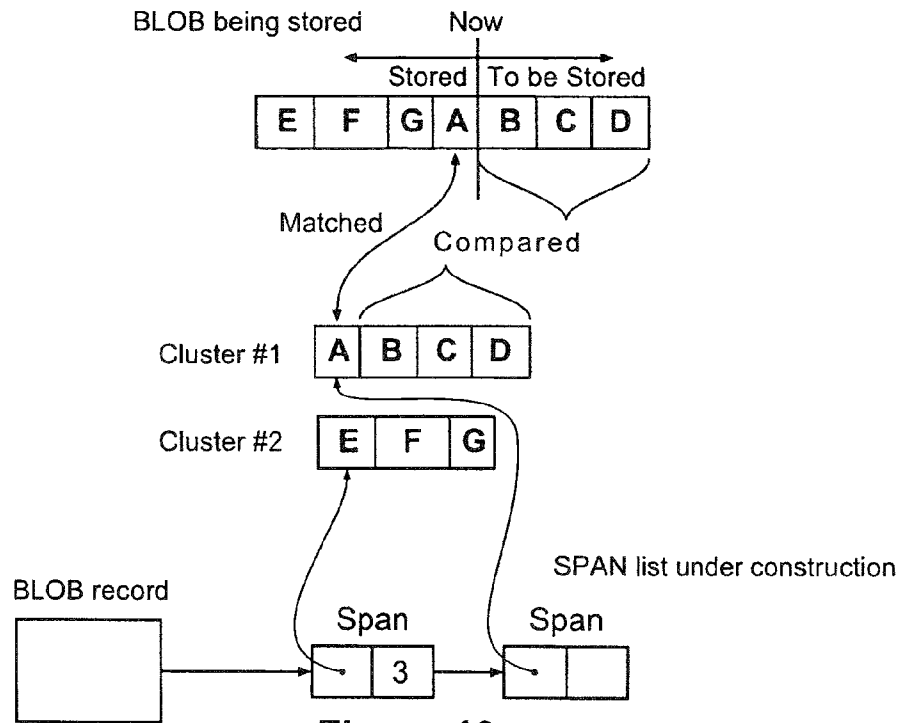 BLOB being stored
Now
Stored
To be Stored
E F G A B C D
Matched
Compared
Cluster #1
A B C D
Cluster #2
E F G
SPAN list under construction
BLOB record
Span
Span
3